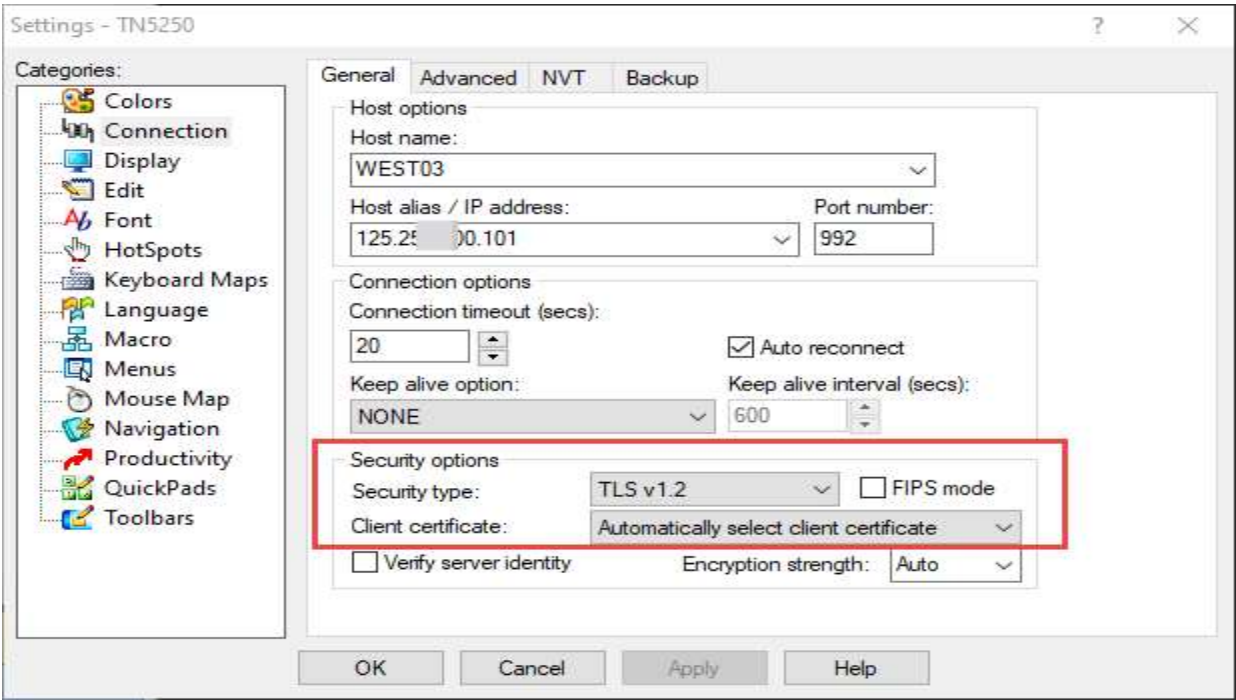 Settings - TN5250
?
Categories:
Colors
Connection
Display
Edit
Font
HotSpots
Keyboard Maps
Language
Macro
Menus
Mouse Map
Navigation
Productivity
QuickPads
Toolbars
General Advanced NVT Backup
Host options
Host name:
WEST03
Host alias / IP address: Port number:
125.25 00.101 992
Connection options
Connection timeout (secs):
20 Auto reconnect
Keep alive option: Keep alive interval (secs):
NONE 600
Security options
Security type: TLS v1.2 FIPS mode
Client certificate: Automatically select client certificate
Verify server identity Encryption strength: Auto
OK Cancel Apply Help